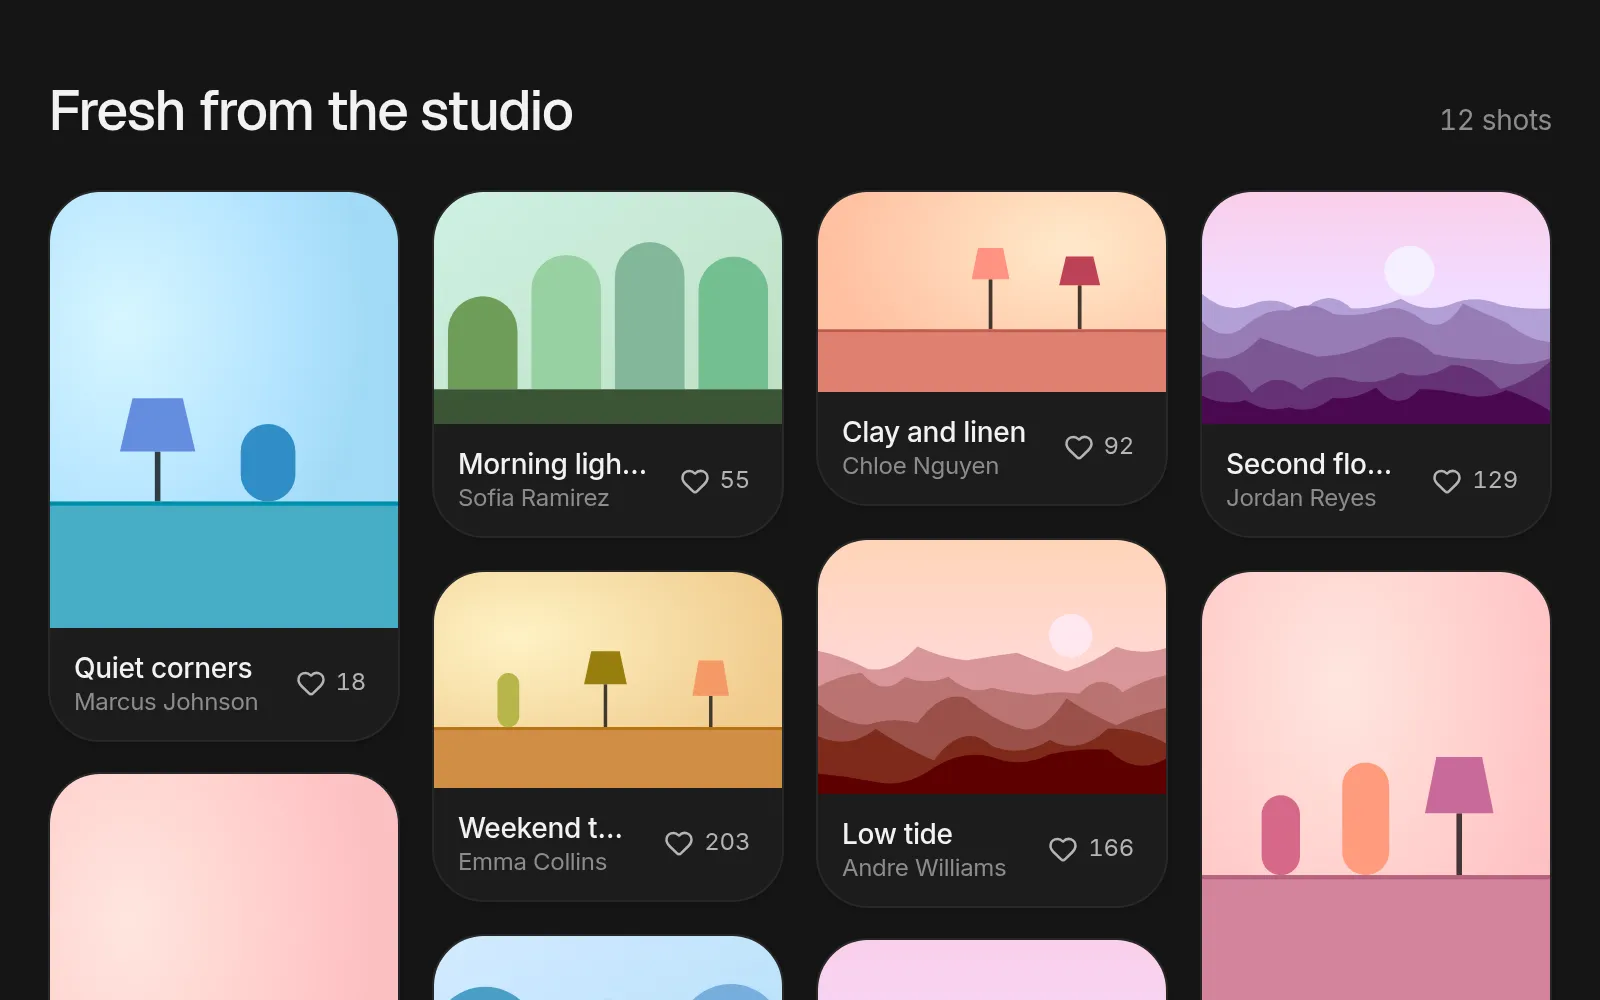 Fresh from the studio
12 shots
Quiet corners
Marcus Johnson
18
Morning ligh...
Sofia Ramirez
55
Clay and linen
Chloe Nguyen
92
Second flo...
Jordan Reyes
129
Weekend t...
Emma Collins
203
Low tide
Andre Williams
166